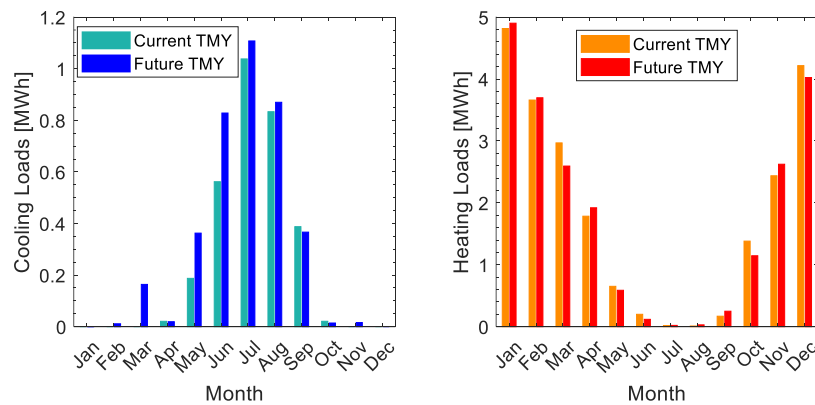 Cooling Loads [MWh]
1.2
1
0.8
0.6
0.4
0.2
0
Current TMY
Future TMY
Jan Feb Mar Apr May Jun Jul Aug Sep Oct Nov Dec
Month
Heating Loads [MWh]
5
4
3
2
1
0
Current TMY
Future TMY
Jan Feb Mar Apr May Jun Jul Aug Sep Oct Nov Dec
Month